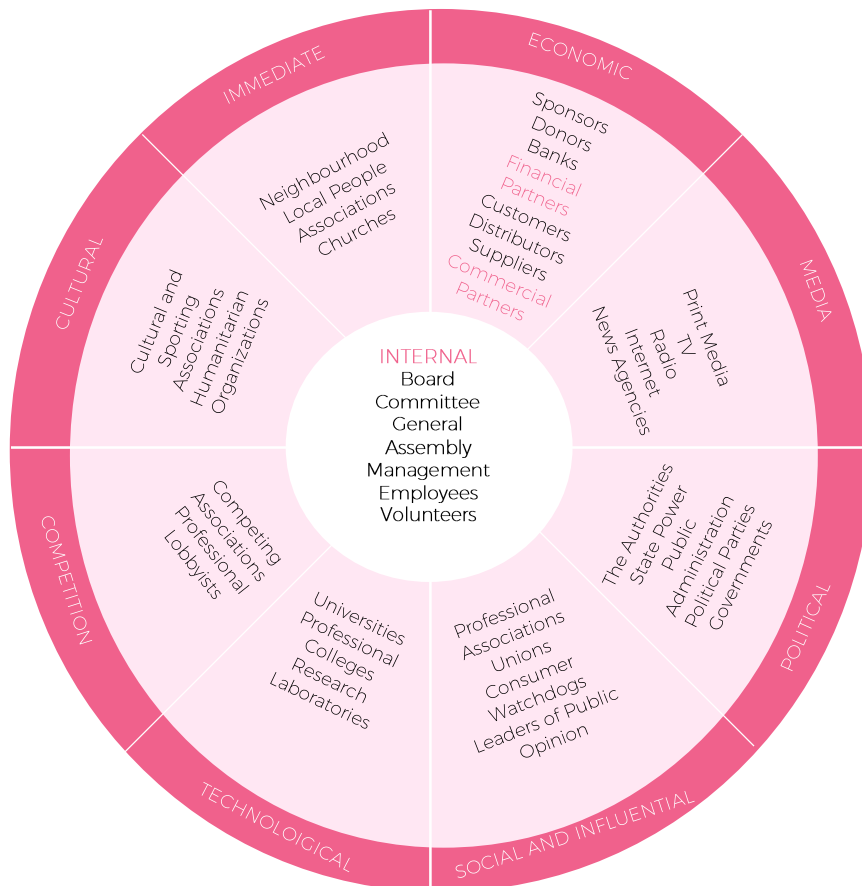 ECONOMIC
Sponsors
Donors
Banks
Financial
Partners
Customers
Distributors
Suppliers
Commercial
Partners
MEDIA
Print Media
TV
Radio
Internet
News Agencies
POLITICAL
The Authorities
State Power
Public
Administration
Political Parties
Governments
SOCIAL AND INFLUENTIAL
Professional
Associations
Unions
Consumer
Watchdogs
Leaders of Public
Opinion
TECHNOLOIGICAL
Universities
Professional
Colleges
Research
Laboratories
COMPETITION
Competing
Associations
Professional
Lobbyists
CULTURAL
Cultural and
Sporting
Associations
Humanitarian
Organizations
IMMEDIATE
Neighbourhood
Local People
Associations
Churches
INTERNAL
Board
Committee
General
Assembly
Management
Employees
Volunteers